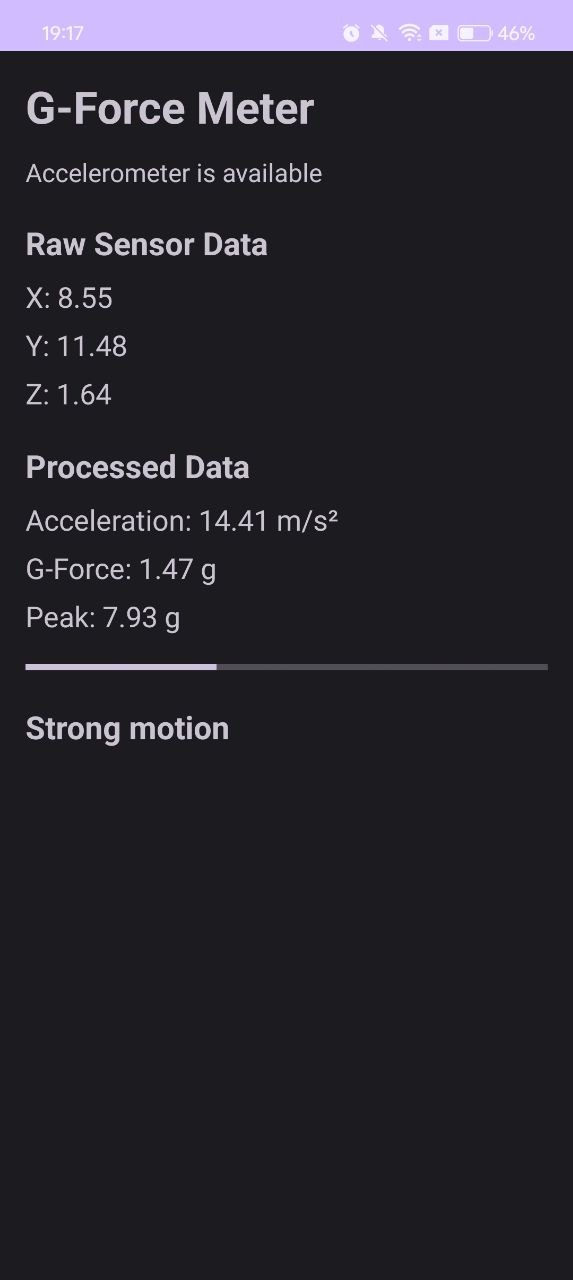 19:17 46%
G-Force Meter
Accelerometer is available
Raw Sensor Data
X: 8.55
Y: 11.48
Z: 1.64
Processed Data
Acceleration: 14.41 m/s²
G-Force: 1.47 g
Peak: 7.93 g
Strong motion